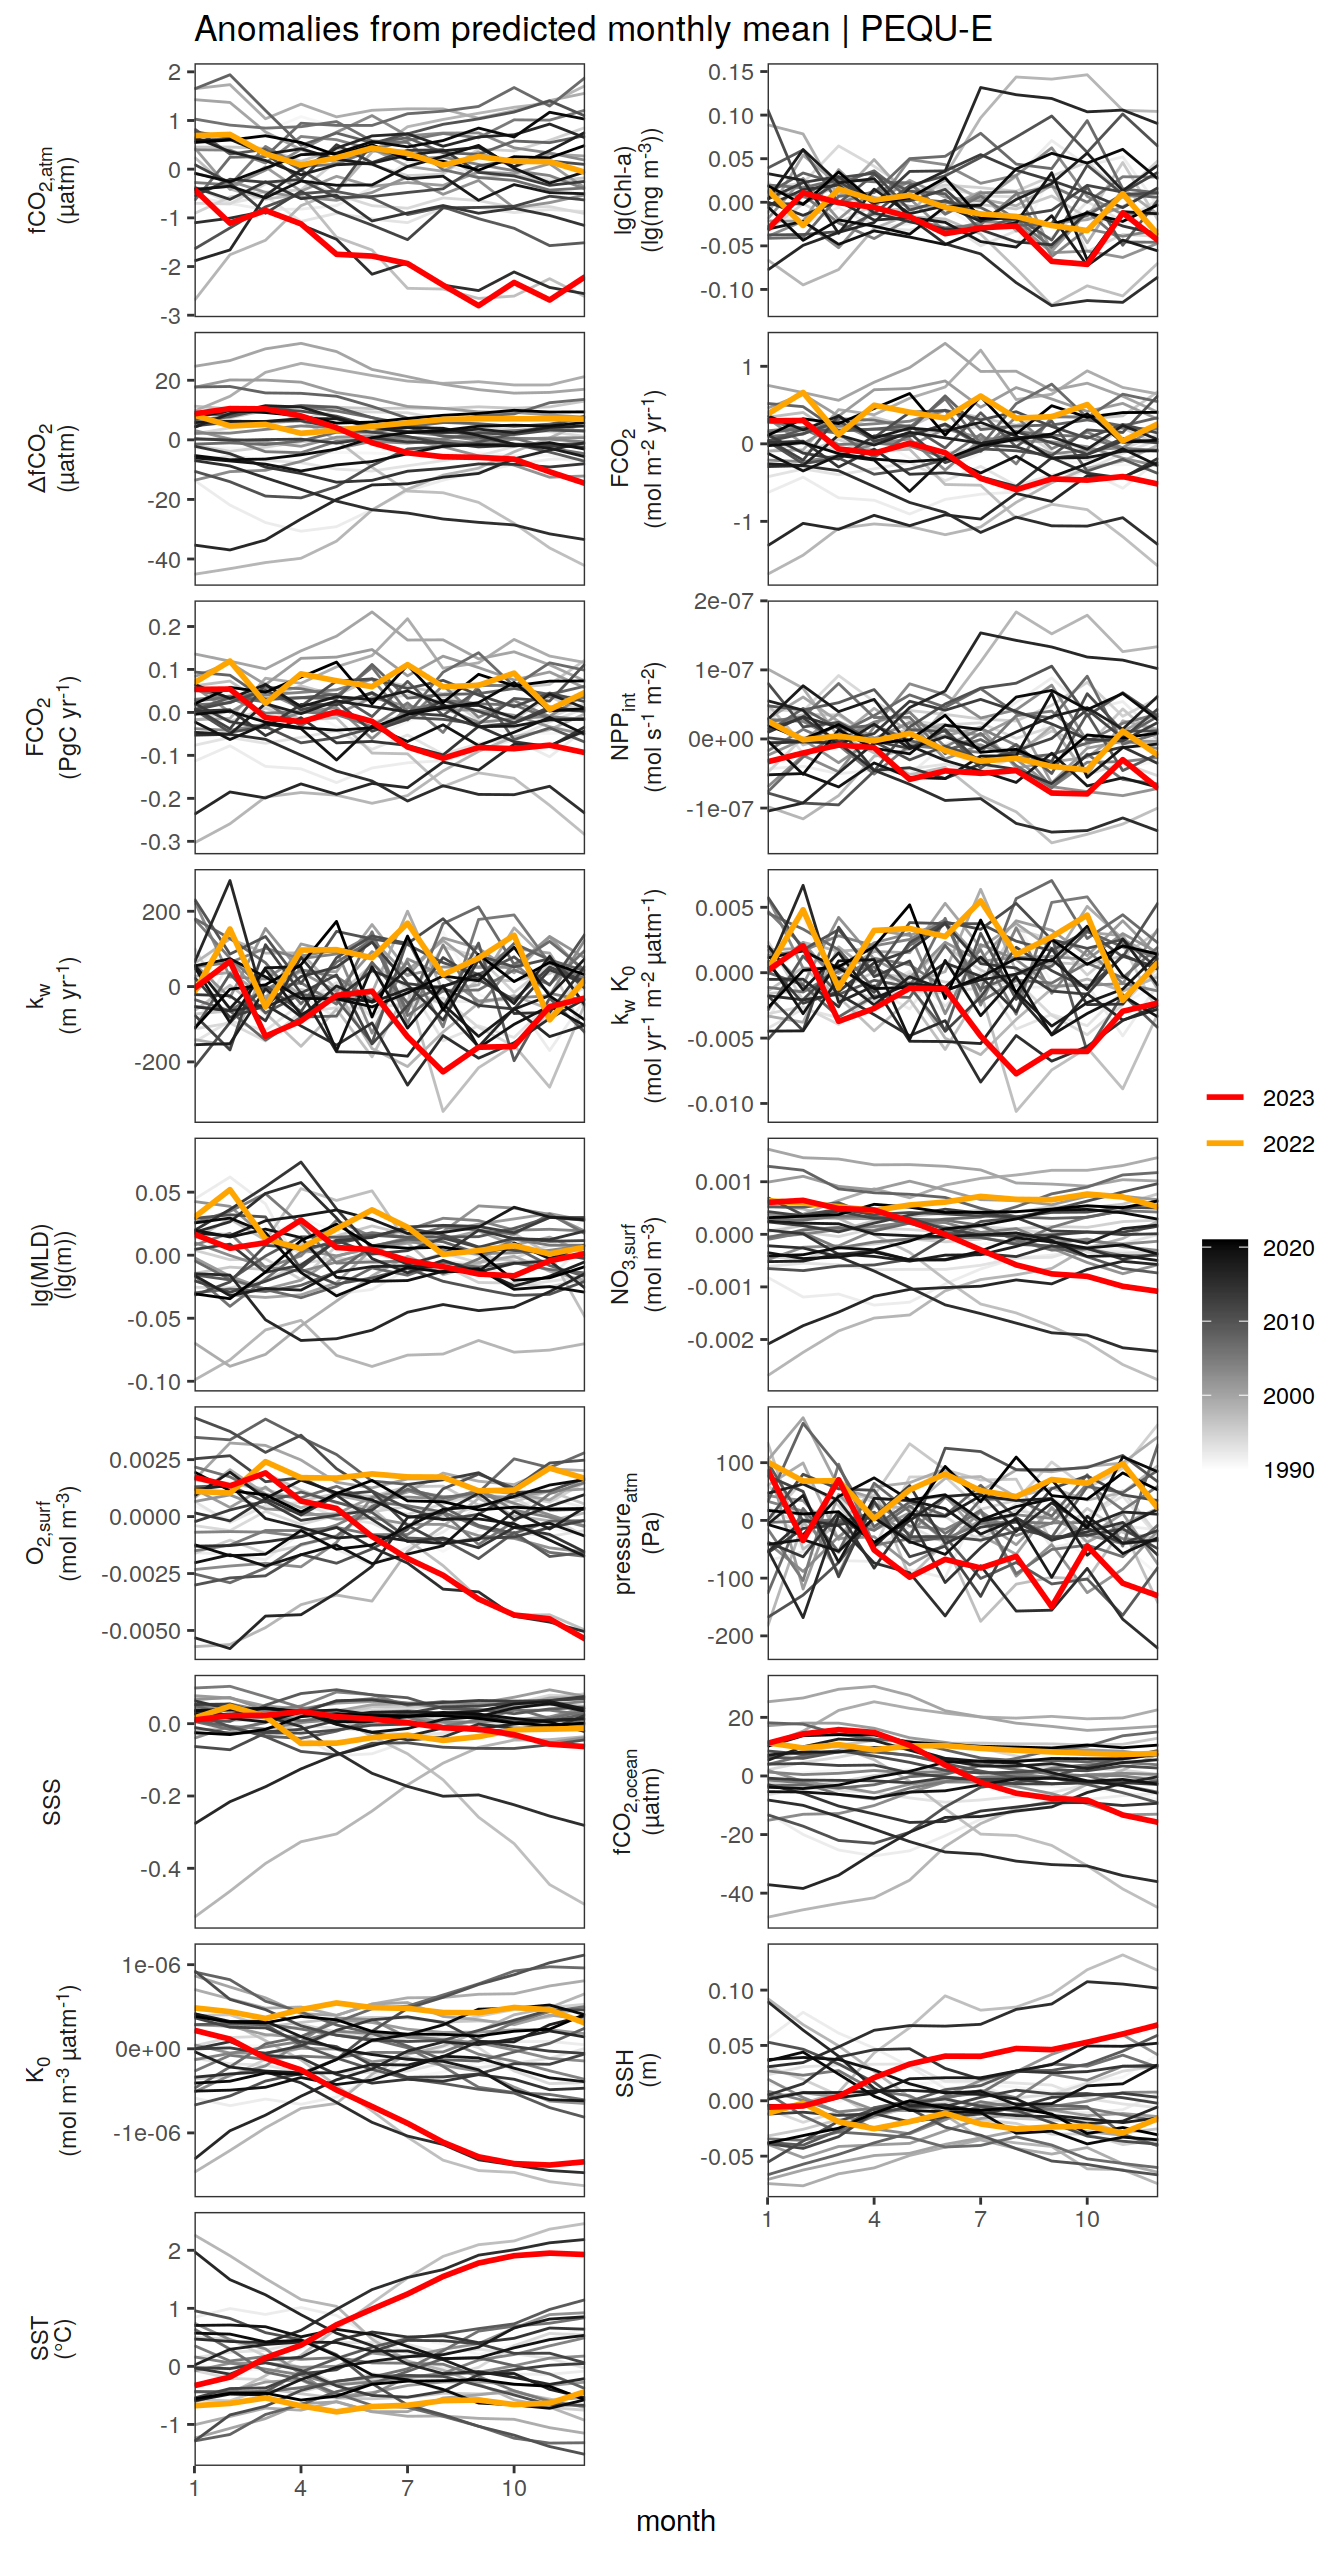 Anomalies from predicted monthly mean | PEQU-E
fCO2,atm
(µatm)
2
1
0
-1
-2
-3
lg(Chl-a)
(lg(mg m-3))
0.15
0.10
0.05
0.00
-0.05
-0.10
ΔfCO2
(µatm)
20
0
-20
-40
FCO2
(mol m-2 yr-1)
1
0
-1
FCO2
(PgC yr-1)
0.2
0.1
0.0
-0.1
-0.2
-0.3
NPPint
(mol s-1 m-2)
2e-07
1e-07
0e+00
-1e-07
kw
(m yr-1)
200
0
-200
kw K0
(mol yr-1 m-2 µatm-1)
0.005
0.000
-0.005
-0.010
lg(MLD)
(lg(m))
0.05
0.00
-0.05
-0.10
NO3,surf
(mol m-3)
0.001
0.000
-0.001
-0.002
O2,surf
(mol m-3)
0.0025
0.0000
-0.0025
-0.0050
pressureatm
(Pa)
100
0
-100
-200
SSS
0.0
-0.2
-0.4
fCO2,ocean
(µatm)
20
0
-20
-40
K0
(mol m-3 µatm-1)
1e-06
0e+00
-1e-06
SSH
(m)
0.10
0.05
0.00
-0.05
1 4 7 10
SST
(°C)
2
1
0
-1
1 4 7 10
month
2023
2022
2020
2010
2000
1990